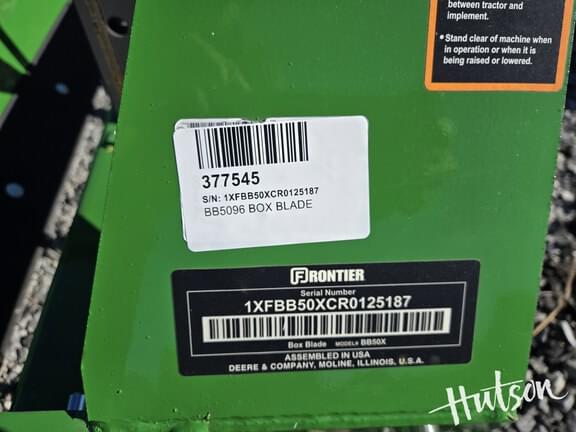 between tractor and
implement.
• Stand clear of machine when
in operation or when it is
being raised or lowered.
377545
S/N: 1XFBB50XCR0125187
BB5096 BOX BLADE
FRONTIER
Serial Number
1XFBB50XCR0125187
Box Blade MODEL# BB50X
ASSEMBLED IN USA
DEERE & COMPANY, MOLINE, ILLINOIS, U.S.A.
Hutson